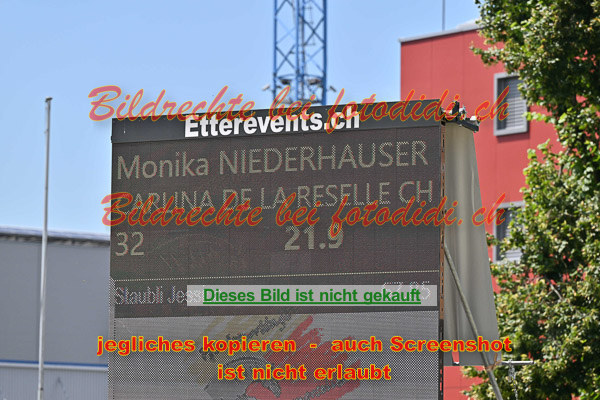 Bildrechte bei fotodidi.ch
Etterevents.ch
Monika NIEDERHAUSER
DE LA RESELLE CH
Bildrechte bei fotodidi.ch
32 21.9
Staubli
Dieses Bild ist nicht gekauft
jegliches kopieren - auch Screenshot
ist nicht erlaubt